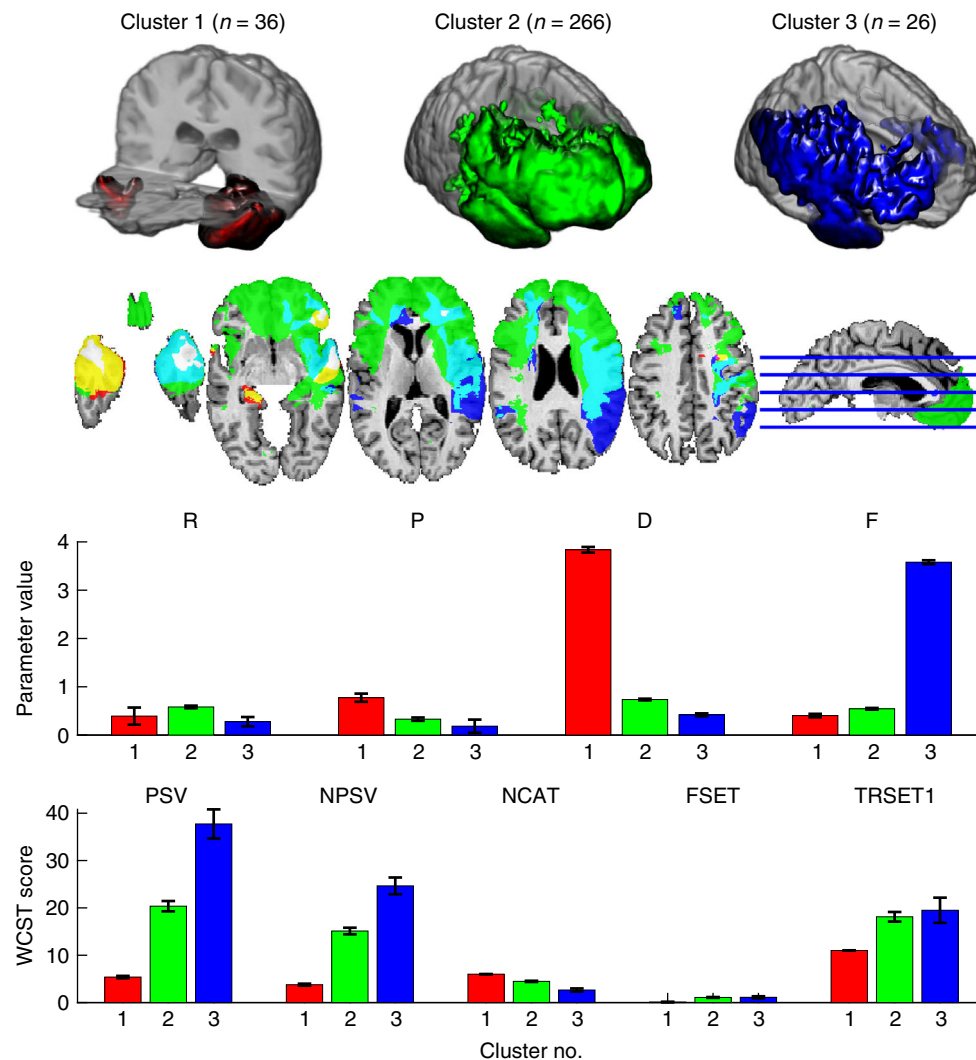 Cluster 1 (n = 36) Cluster 2 (n = 266) Cluster 3 (n = 26)
R P D F
4
3
2
1
0
Parameter value
1 2 3 1 2 3 1 2 3 1 2 3
PSV NPSV NCAT FSET TRSET1
40
30
20
10
0
WCST score
1 2 3 1 2 3 1 2 3 1 2 3 1 2 3
Cluster no.